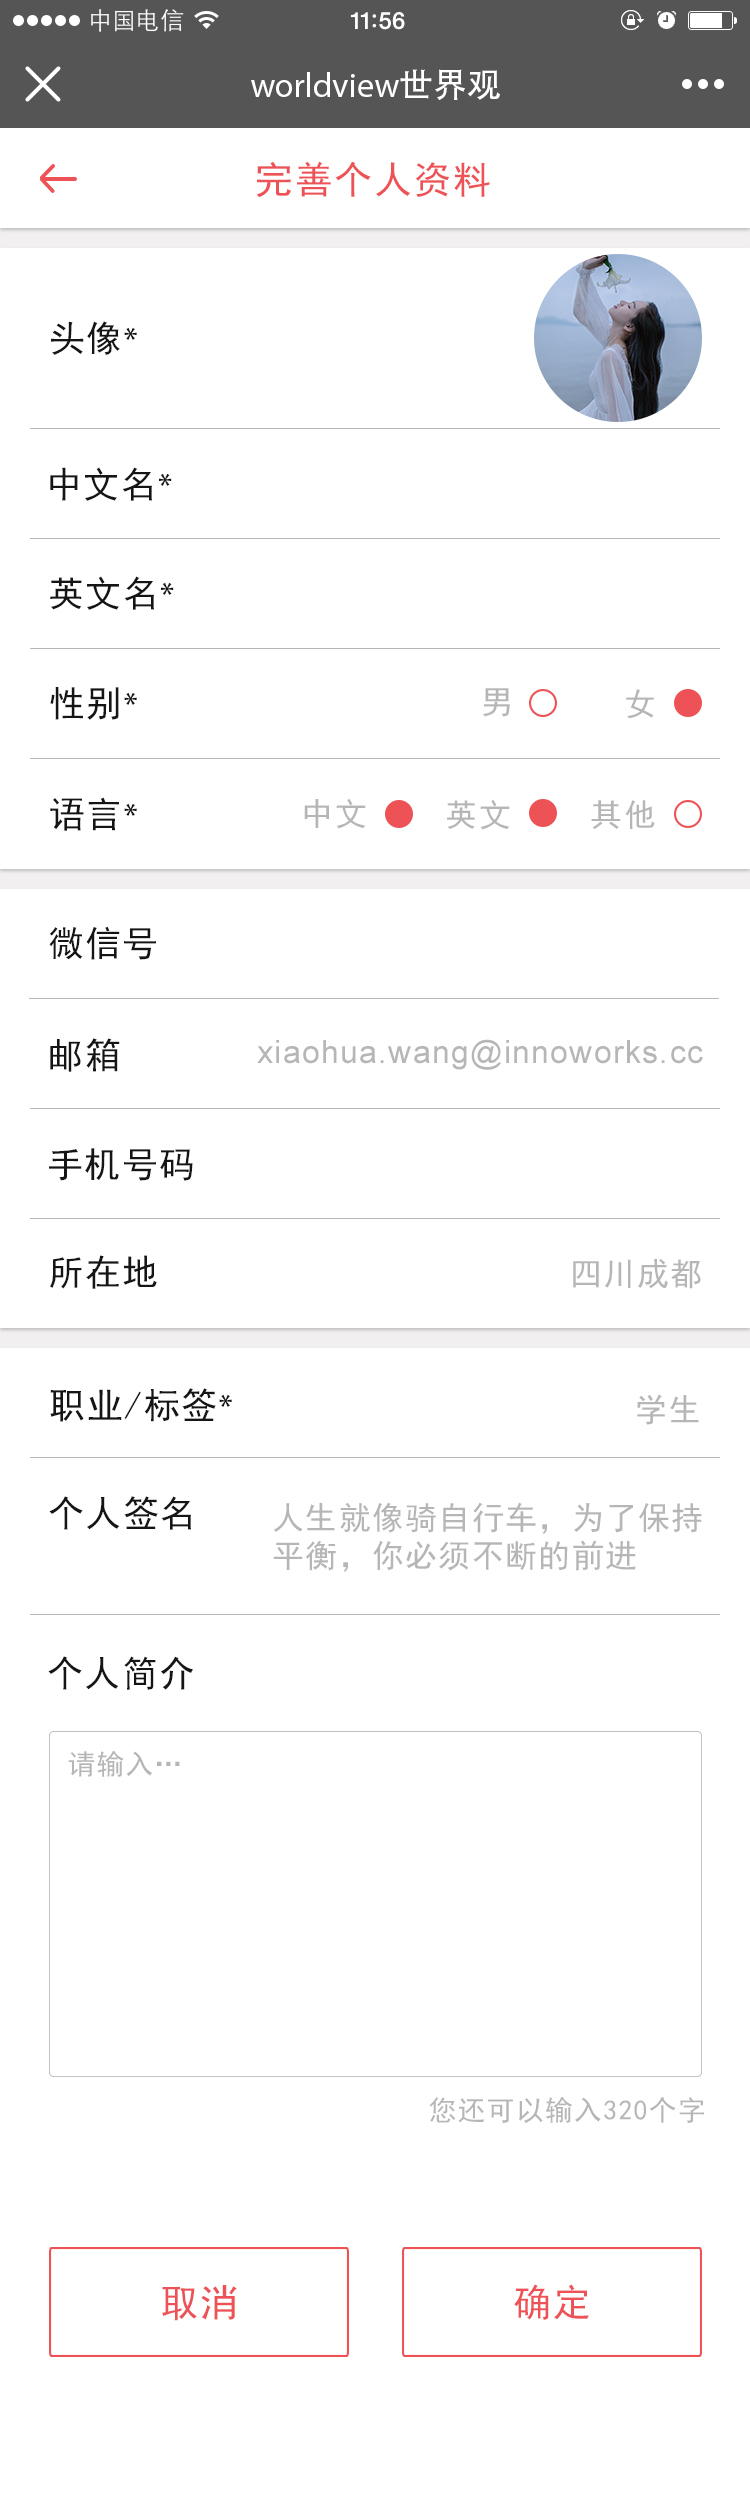 中国电信 11:56
worldview世界观
完善个人资料
头像*
中文名*
英文名*
性别* 男 女
语言* 中文 英文 其他
微信号
邮箱 xiaohua.wang@innoworks.cc
手机号码
所在地 四川成都
职业/标签* 学生
个人签名 人生就像骑自行车，为了保持
平衡，你必须不断的前进
个人简介
请输入···
您还可以输入320个字
取消 确定